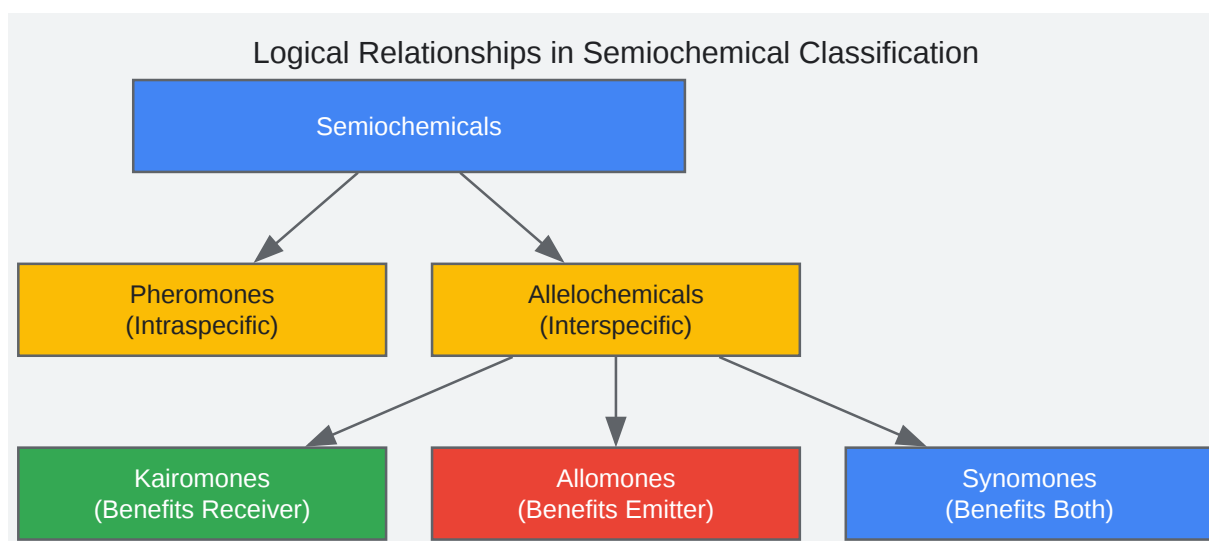 Logical Relationships in Semiochemical Classification
Semiochemicals
Pheromones
(Intraspecific)
Allelochemicals
(Interspecific)
Kairomones
(Benefits Receiver)
Allomones
(Benefits Emitter)
Synomones
(Benefits Both)